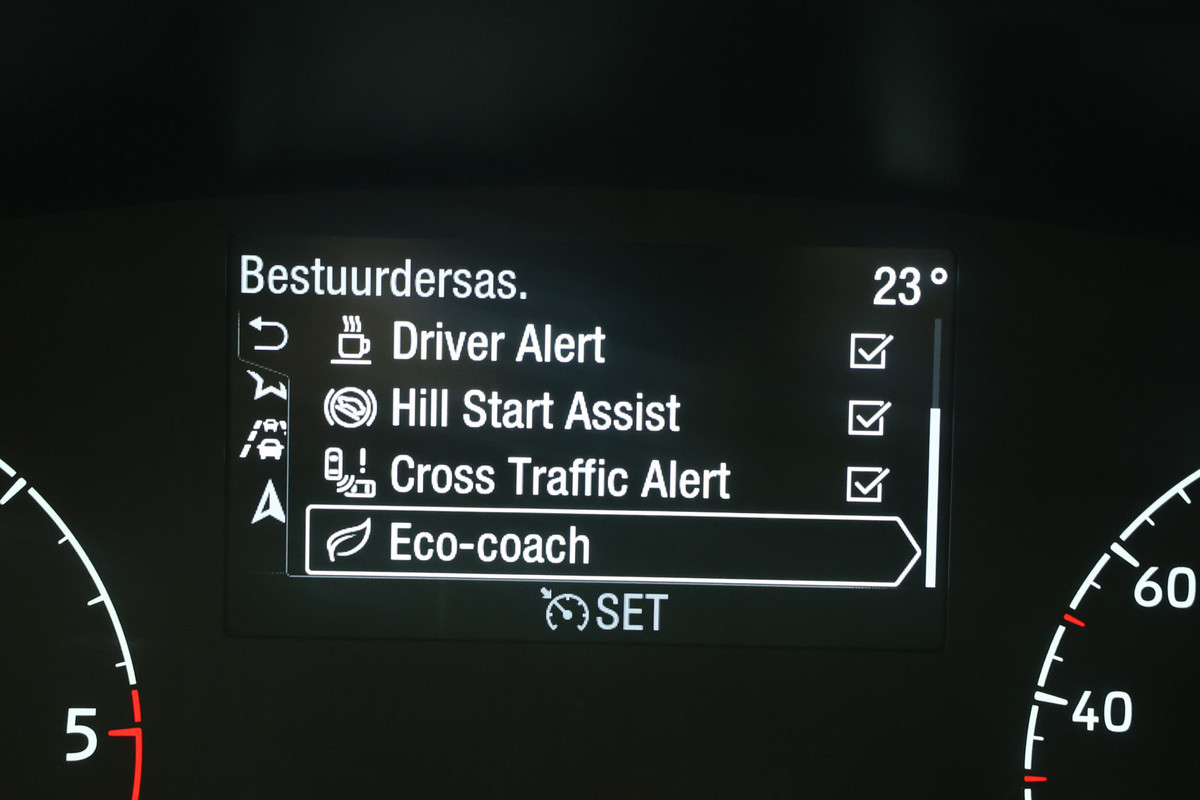 Bestuurdersas.
23°
Driver Alert
Hill Start Assist
Cross Traffic Alert
Eco-coach
SET
5
60
40